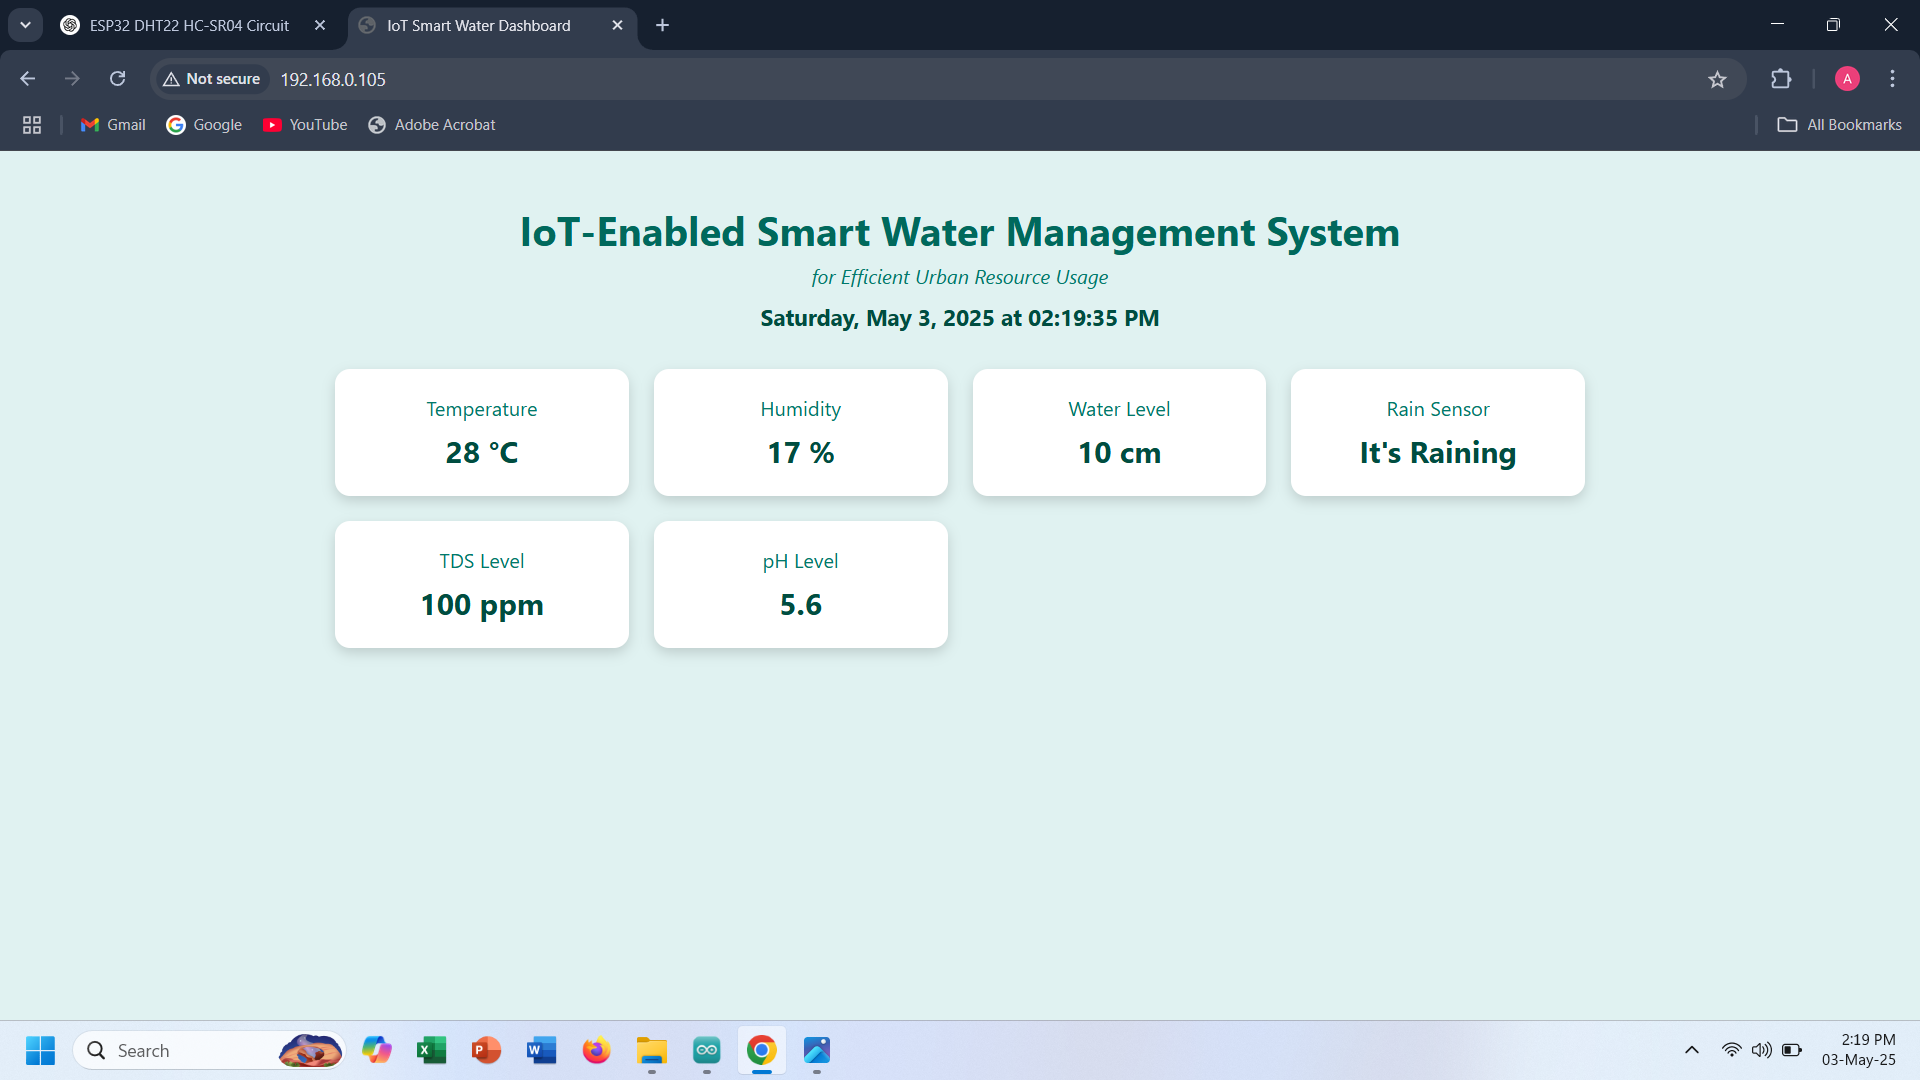 ESP32 DHT22 HC-SR04 Circuit
IoT Smart Water Dashboard
Not secure
192.168.0.105
A
Gmail
Google
YouTube
Adobe Acrobat
All Bookmarks
IoT-Enabled Smart Water Management System
for Efficient Urban Resource Usage
Saturday, May 3, 2025 at 02:19:35 PM
Temperature
28 °C
Humidity
17 %
Water Level
10 cm
Rain Sensor
It's Raining
TDS Level
100 ppm
pH Level
5.6
Search
2:19 PM
03-May-25